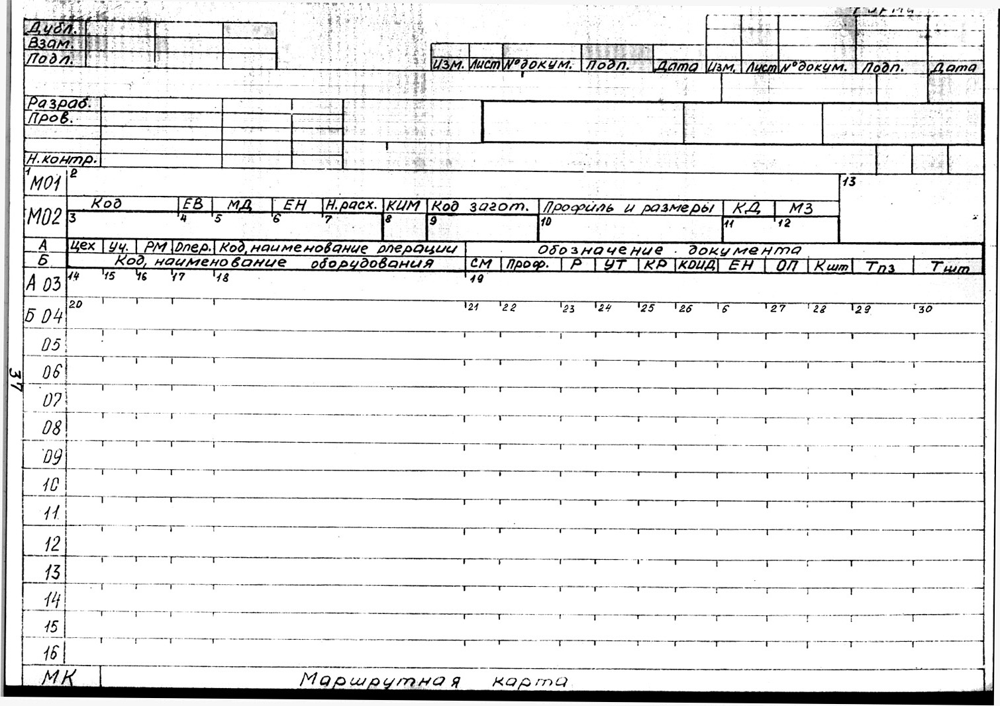 Дубл.
Взам.
Подл.
Изм. Лист №докум. Подп. Дата Изм. Лист №докум. Подп. Дата
Разраб.
Пров.
Н.контр.
1 2 13
М01
Код ЕВ МД ЕН Н.расх. КИМ Код загот. Профиль и размеры КД МЗ
М02 3 4 5 6 7 8 9 10 11 12
А Цех Уч. РМ Опер. Код, наименование операции Обозначение документа
Б Код, наименование оборудования СМ Проф. Р УТ КР КОИД ЕН ОП Кшт Тпз Тшт
А 03 14 15 16 17 18 19
Б 04 20 21 22 23 24 25 26 6 27 28 29 30
05
06
37
07
08
09
10
11
12
13
14
15
16
МК Маршрутная карта